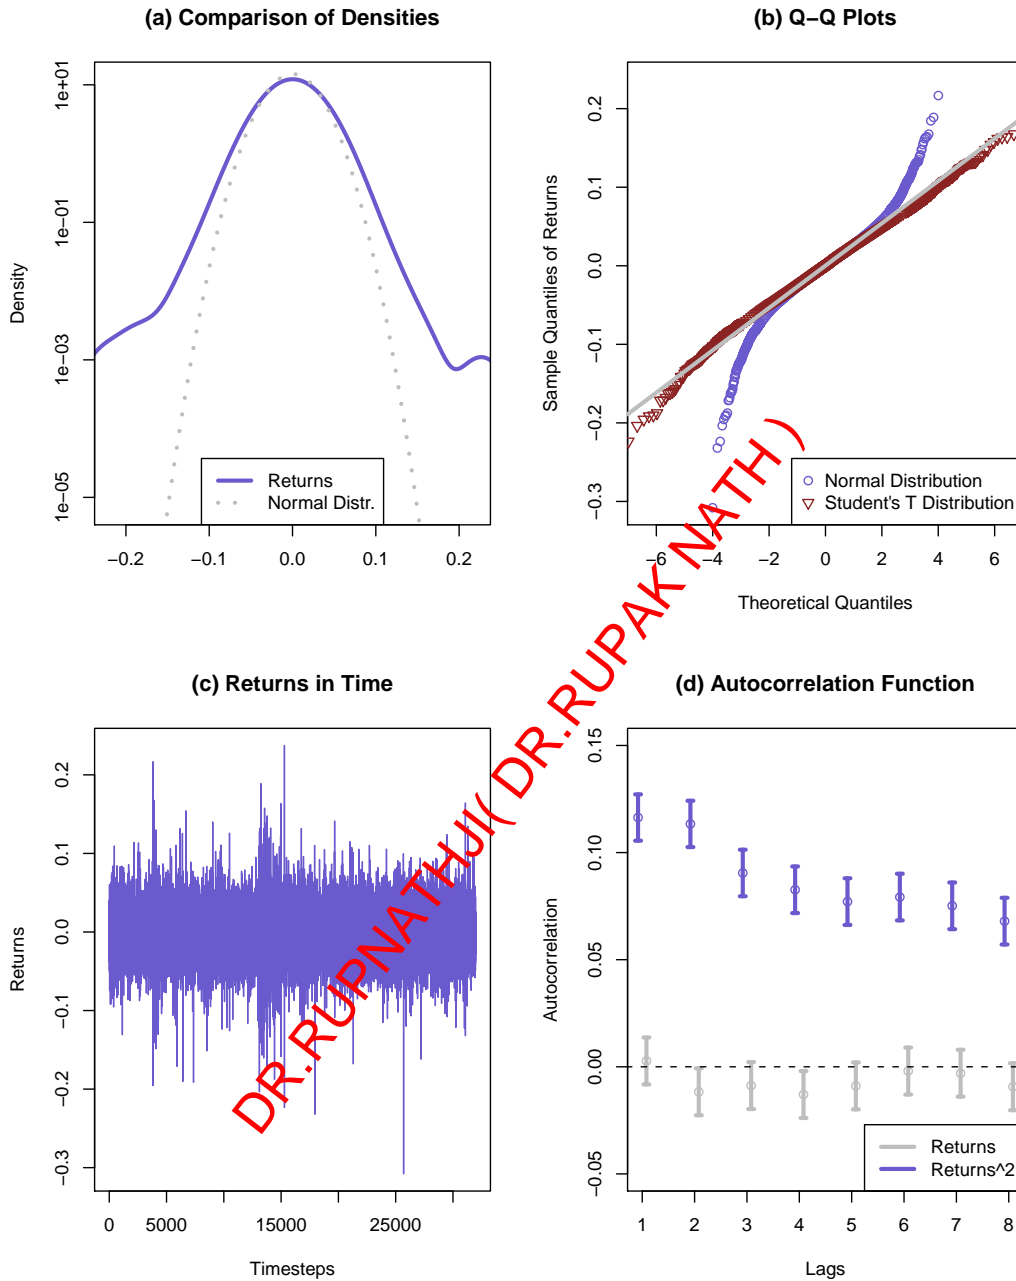 (a) Comparison of Densities
Density
1e+01
1e−01
1e−03
1e−05
Returns
Normal Distr.
−0.2 −0.1 0.0 0.1 0.2
(b) Q−Q Plots
Sample Quantiles of Returns
0.2
0.1
0.0
−0.1
−0.2
−0.3
Normal Distribution
Student's T Distribution
−6 −4 −2 0 2 4 6
Theoretical Quantiles
(c) Returns in Time
Returns
0.2
0.1
0.0
−0.1
−0.2
−0.3
0 5000 15000 25000
Timesteps
(d) Autocorrelation Function
Autocorrelation
0.15
0.10
0.05
0.00
−0.05
Returns
Returns^2
1 2 3 4 5 6 7 8
Lags
DR.RUPNATHJI( DR.RUPAK NATH )